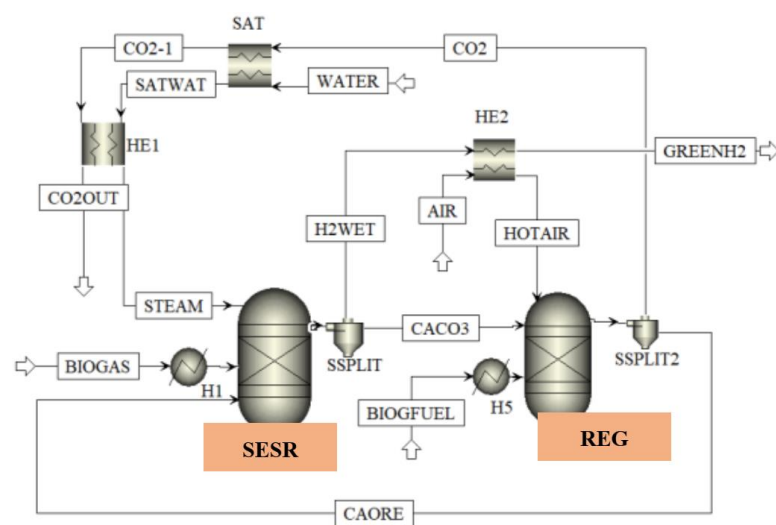 SAT
CO2-1
CO2
SATWAT
WATER
HE1
HE2
GREENH2
CO2OUT
AIR
H2WET
HOTAIR
STEAM
CACO3
SSPLIT
SSPLIT2
BIOGAS
H1
BIOGFUEL
H5
SESR
REG
CAORE